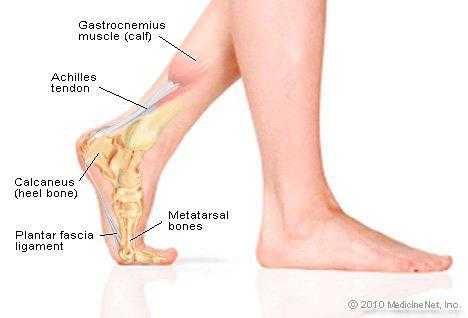 Gastrocnemius
muscle (calf)
Achilles
tendon
Calcaneus
(heel bone)
Plantar fascia
ligament
Metatarsal
bones
© 2010 MedicineNet, Inc.